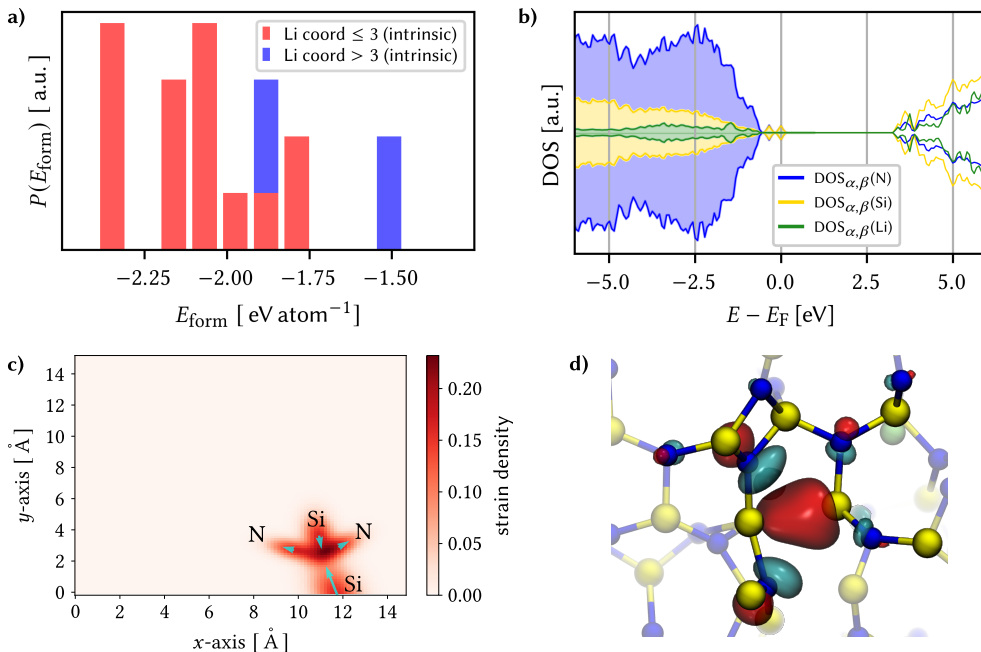 a)
Li coord ≤ 3 (intrinsic)
Li coord > 3 (intrinsic)
P(E_form) [ a.u.]
−2.25 −2.00 −1.75 −1.50
E_form [ eV atom⁻¹]
b)
DOS [a.u.]
DOS_α,β(N)
DOS_α,β(Si)
DOS_α,β(Li)
−5.0 −2.5 0.0 2.5 5.0
E − E_F [eV]
c)
14
12
10
8
6
4
2
0
y-axis [ Å]
Si
N N
Si
0 2 4 6 8 10 12 14
x-axis [ Å]
0.20
0.15
0.10
0.05
0.00
strain density
d)